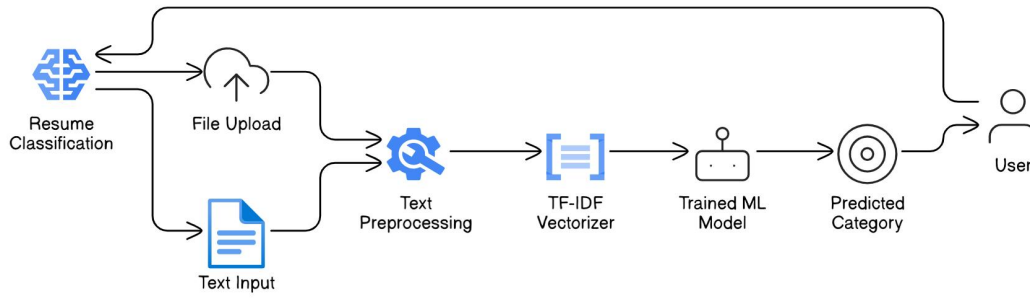 Resume
Classification
File Upload
Text Input
Text
Preprocessing
TF-IDF
Vectorizer
Trained ML
Model
Predicted
Category
User